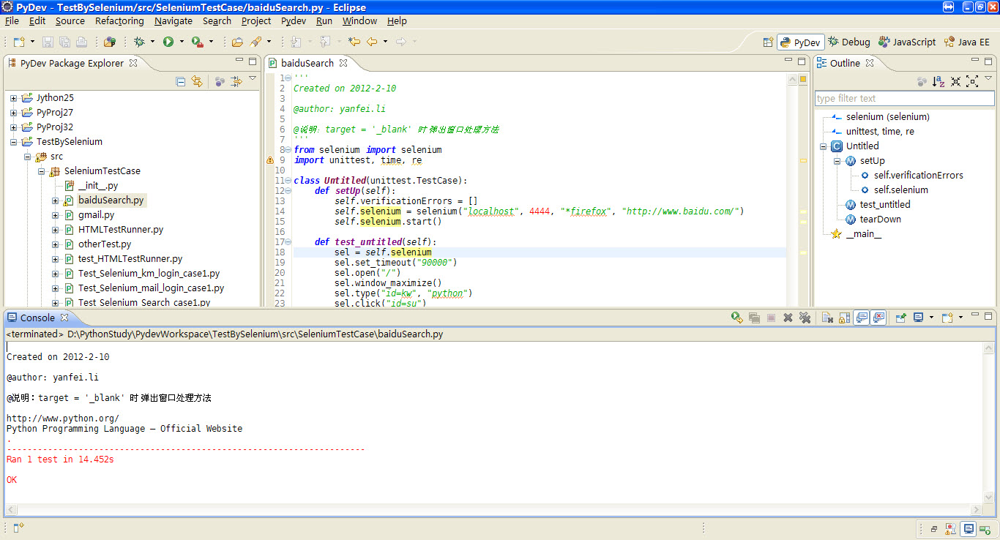 PyDev - TestBySelenium/src/SeleniumTestCase/baiduSearch.py - Eclipse
File Edit Source Refactoring Navigate Search Project Pydev Run Window Help
PyDev Debug JavaScript Java EE
PyDev Package Explorer
Jython25
PyProj27
PyProj32
TestBySelenium
src
SeleniumTestCase
__init__.py
baiduSearch.py
gmail.py
HTMLTestRunner.py
otherTest.py
test_HTMLTestRunner.py
Test_Selenium_km_login_case1.py
Test_Selenium_mail_login_case1.py
Test_Selenium_Search_case1.py
baiduSearch
1 '''
2 Created on 2012-2-10
3
4 @author: yanfei.li
5
6 @说明：target = '_blank' 时 弹出窗口处理方法
7 '''
8 from selenium import selenium
9 import unittest, time, re
10
11 class Untitled(unittest.TestCase):
12 def setUp(self):
13 self.verificationErrors = []
14 self.selenium = selenium("localhost", 4444, "*firefox", "http://www.baidu.com/")
15 self.selenium.start()
16
17 def test_untitled(self):
18 sel = self.selenium
19 sel.set_timeout("90000")
20 sel.open("/")
21 sel.window_maximize()
22 sel.type("id=kw", "python")
23 sel.click("id=su")
Outline
type filter text
selenium (selenium)
unittest, time, re
Untitled
setUp
self.verificationErrors
self.selenium
test_untitled
tearDown
__main__
Console
<terminated> D:\PythonStudy\PydevWorkspace\TestBySelenium\src\SeleniumTestCase\baiduSearch.py
Created on 2012-2-10
@author: yanfei.li
@说明：target = '_blank' 时 弹出窗口处理方法
http://www.python.org/
Python Programming Language – Official Website
.
----------------------------------------------------------------------
Ran 1 test in 14.452s
OK